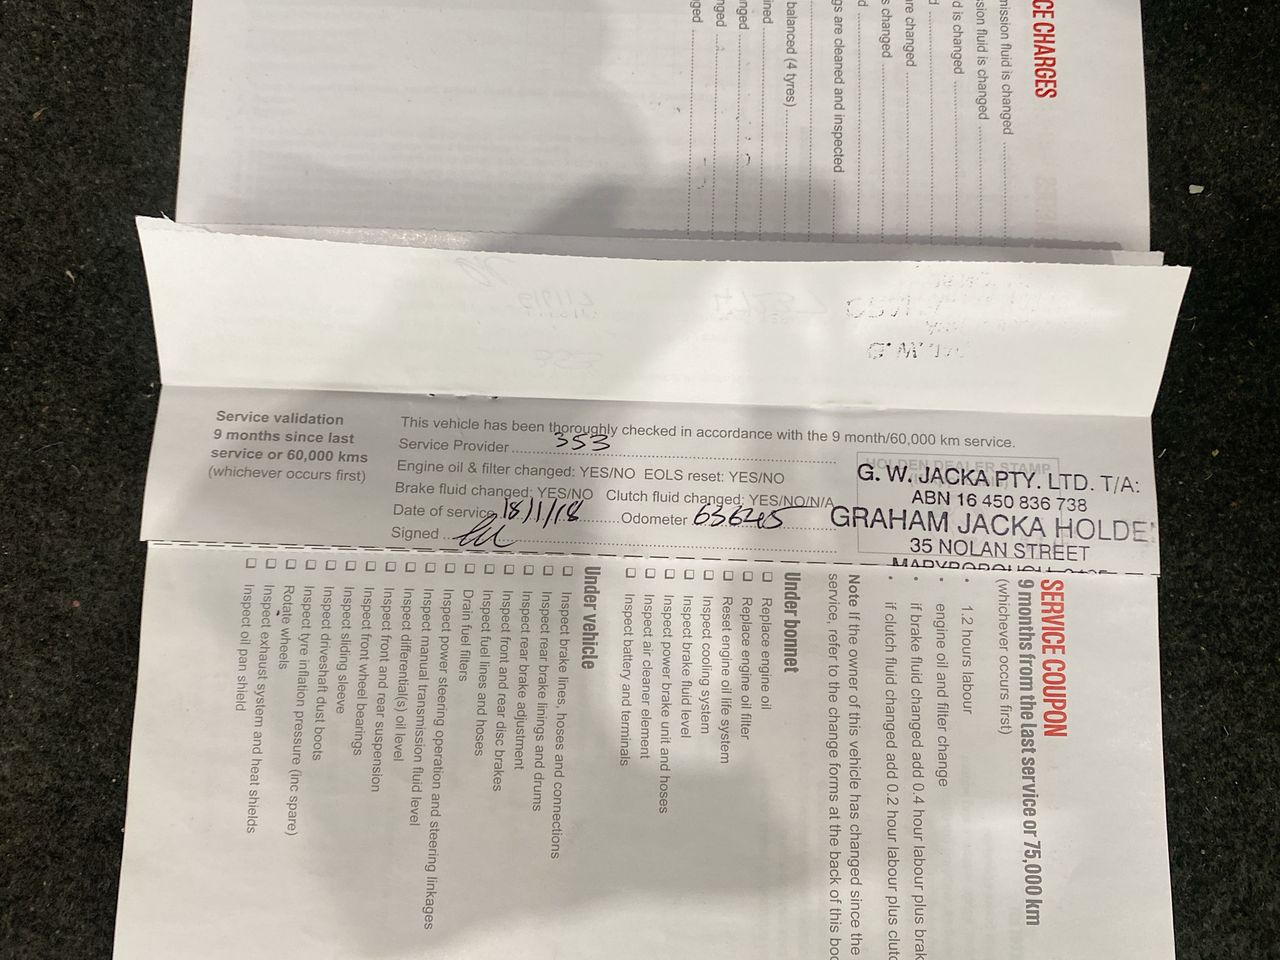 CE CHARGES
mission fluid is changed
sion fluid is changed
d is changed
d
are changed
s changed
d
gs are cleaned and inspected
balanced (4 tyres)
ined
nged
nged
ged
Service validation
9 months since last
service or 60,000 kms
(whichever occurs first)
This vehicle has been thoroughly checked in accordance with the 9 month/60,000 km service.
Service Provider 353
Engine oil & filter changed: YES/NO EOLS reset: YES/NO
Brake fluid changed: YES/NO Clutch fluid changed: YES/NO/N/A
Date of service 18/1/18 Odometer 63645
Signed
HOLDEN DEALER STAMP
G. W. JACKA PTY. LTD. T/A:
ABN 16 450 836 738
GRAHAM JACKA HOLDE
35 NOLAN STREET
SERVICE COUPON
9 months from the last service or 75,000 km
(whichever occurs first)
• 1.2 hours labour
• engine oil and filter change
• if brake fluid changed add 0.4 hour labour plus brak
• if clutch fluid changed add 0.2 hour labour plus clutc
Note If the owner of this vehicle has changed since the
service, refer to the change forms at the back of this boo
Under bonnet
Replace engine oil
Replace engine oil filter
Reset engine oil life system
Inspect cooling system
Inspect brake fluid level
Inspect power brake unit and hoses
Inspect air cleaner element
Inspect battery and terminals
Under vehicle
Inspect brake lines, hoses and connections
Inspect rear brake linings and drums
Inspect rear brake adjustment
Inspect front and rear disc brakes
Inspect fuel lines and hoses
Drain fuel filters
Inspect power steering operation and steering linkages
Inspect manual transmission fluid level
Inspect differential(s) oil level
Inspect front and rear suspension
Inspect front wheel bearings
Inspect sliding sleeve
Inspect driveshaft dust boots
Inspect tyre inflation pressure (inc spare)
Rotate wheels
Inspect exhaust system and heat shields
Inspect oil pan shield